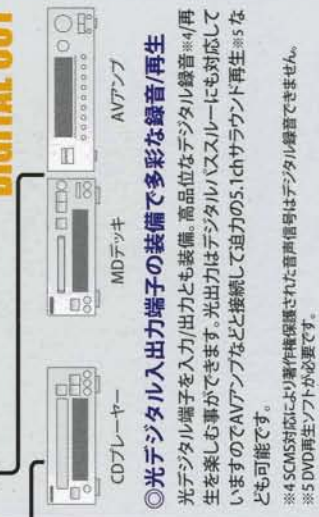 DIGITAL OUT
CDプレーヤー
MDデッキ
AVアンプ
◎光デジタル入出力端子の装備で多彩な録音/再生
光デジタル端子を入力/出力とも装備。高品位なデジタル録音※4/再
生を楽しむ事ができます。光出力はデジタルパススルーにも対応して
いますのでAVアンプなどと接続して迫力の5.1chサラウンド再生※5な
ども可能です。
※4 SCMS対応により著作権保護された音声信号はデジタル録音できません。
※5 DVD再生ソフトが必要です。